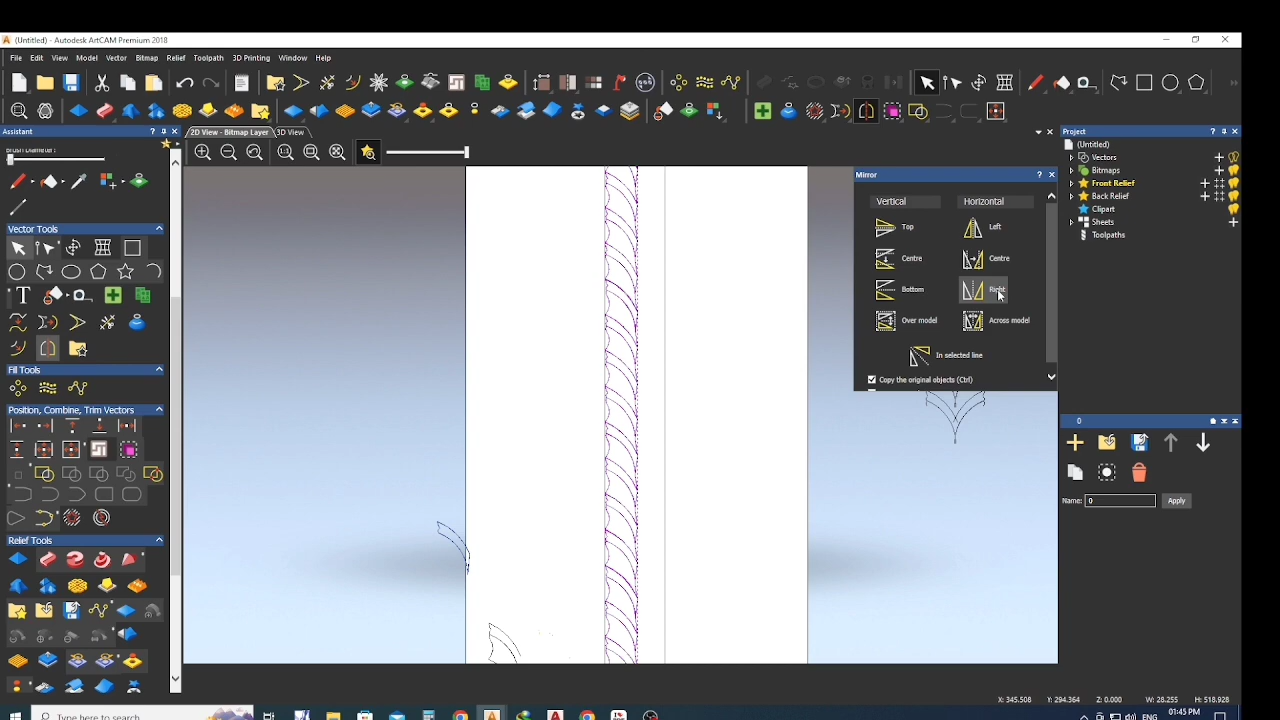 (Untitled) - Autodesk ArtCAM Premium 2018
File Edit View Model Vector Bitmap Relief Toolpath 3D Printing Window Help
Assistant
2D View - Bitmap Layer
3D View
Project
Mirror
(Untitled)
Vectors
Bitmaps
Front Relief
Back Relief
Clipart
Sheets
Toolpaths
Vertical Horizontal
Top Left
Centre Centre
Bottom Right
Over model Across model
In selected line
Copy the original objects (Ctrl)
Vector Tools
Fill Tools
Position, Combine, Trim Vectors
Relief Tools
0
Name: 0 Apply
X: 345.508 Y: 294.364 Z: 0.000 W: 28.255 H: 518.928
Type here to search
ENG
01:45 PM